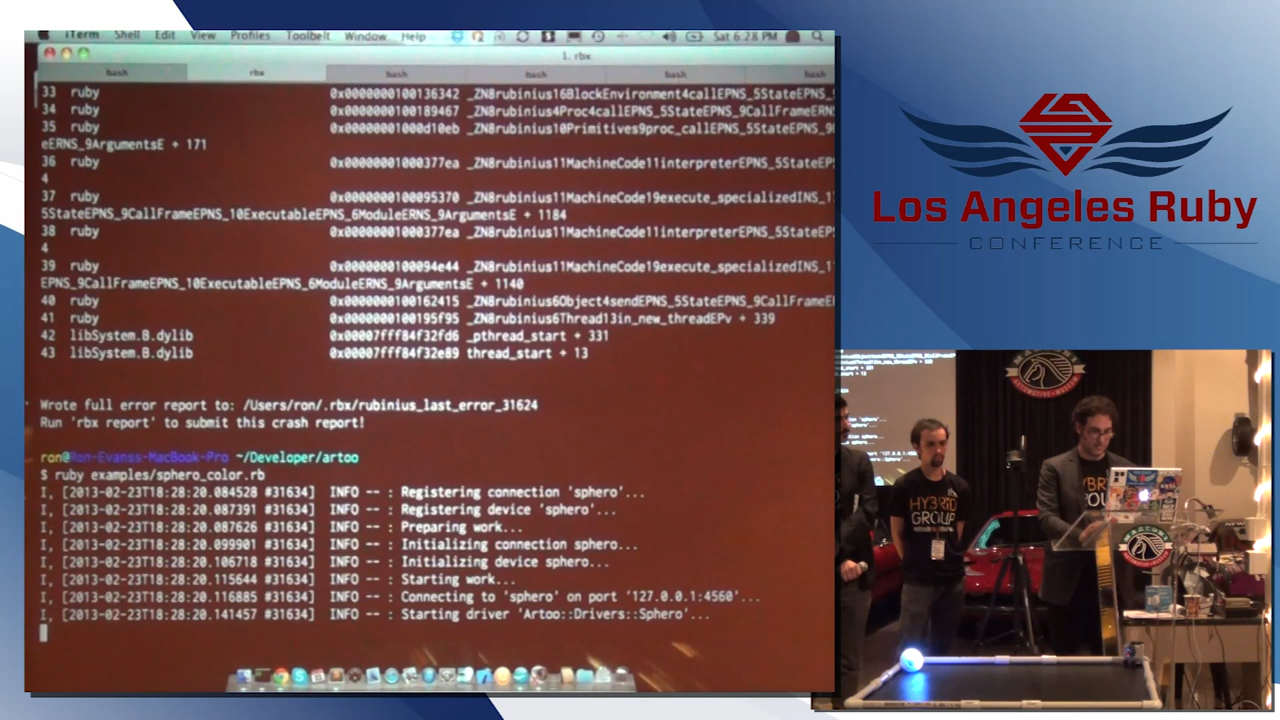 iTerm Shell Edit View Profiles Toolbelt Window Help Sat 6:28 PM
1. rbx
bash rbx bash bash bash bash
33 ruby 0x0000000100136342 _ZN8rubinius16BlockEnvironment4callEPNS_5StateEPNS_9
34 ruby 0x0000000100189467 _ZN8rubinius4Proc4callEPNS_5StateEPNS_9CallFrameERN
35 ruby 0x00000001000d10eb _ZN8rubinius10Primitives9proc_callEPNS_5StateEPNS_9
eERNS_9ArgumentsE + 171
36 ruby 0x00000001000377ea _ZN8rubinius11MachineCode11interpreterEPNS_5StateEP
4
37 ruby 0x0000000100095370 _ZN8rubinius11MachineCode19execute_specializedINS_1
5StateEPNS_9CallFrameEPNS_10ExecutableEPNS_6ModuleERNS_9ArgumentsE + 1184
38 ruby 0x00000001000377ea _ZN8rubinius11MachineCode11interpreterEPNS_5StateEP
4
39 ruby 0x0000000100094e44 _ZN8rubinius11MachineCode19execute_specializedINS_1
EPNS_9CallFrameEPNS_10ExecutableEPNS_6ModuleERNS_9ArgumentsE + 1140
40 ruby 0x0000000100162415 _ZN8rubinius6Object4sendEPNS_5StateEPNS_9CallFrameE
41 ruby 0x0000000100195f95 _ZN8rubinius6Thread13in_new_threadEPv + 339
42 libSystem.B.dylib 0x00007fff84f32fd6 _pthread_start + 331
43 libSystem.B.dylib 0x00007fff84f32e89 thread_start + 13
Wrote full error report to: /Users/ron/.rbx/rubinius_last_error_31624
Run 'rbx report' to submit this crash report!
ron@Ron-Evanss-MacBook-Pro ~/Developer/artoo
$ ruby examples/sphero_color.rb
I, [2013-02-23T18:28:20.084528 #31634] INFO -- : Registering connection 'sphero'...
I, [2013-02-23T18:28:20.087391 #31634] INFO -- : Registering device 'sphero'...
I, [2013-02-23T18:28:20.087626 #31634] INFO -- : Preparing work...
I, [2013-02-23T18:28:20.099901 #31634] INFO -- : Initializing connection sphero...
I, [2013-02-23T18:28:20.106718 #31634] INFO -- : Initializing device sphero...
I, [2013-02-23T18:28:20.115644 #31634] INFO -- : Starting work...
I, [2013-02-23T18:28:20.116885 #31634] INFO -- : Connecting to 'sphero' on port '127.0.0.1:4560'...
I, [2013-02-23T18:28:20.141457 #31634] INFO -- : Starting driver 'Artoo::Drivers::Sphero'...
Los Angeles Ruby
CONFERENCE
AUTOMOTIVE MUSEUM
HYBRID
GROUP